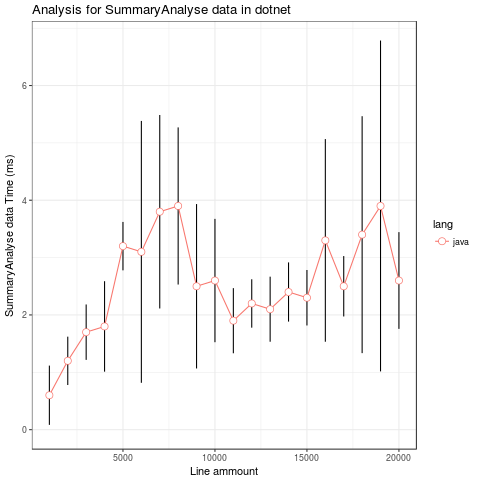 Analysis for SummaryAnalyse data in dotnet
SummaryAnalyse data Time (ms)
6
4
2
0
5000
10000
15000
20000
Line ammount
lang
java